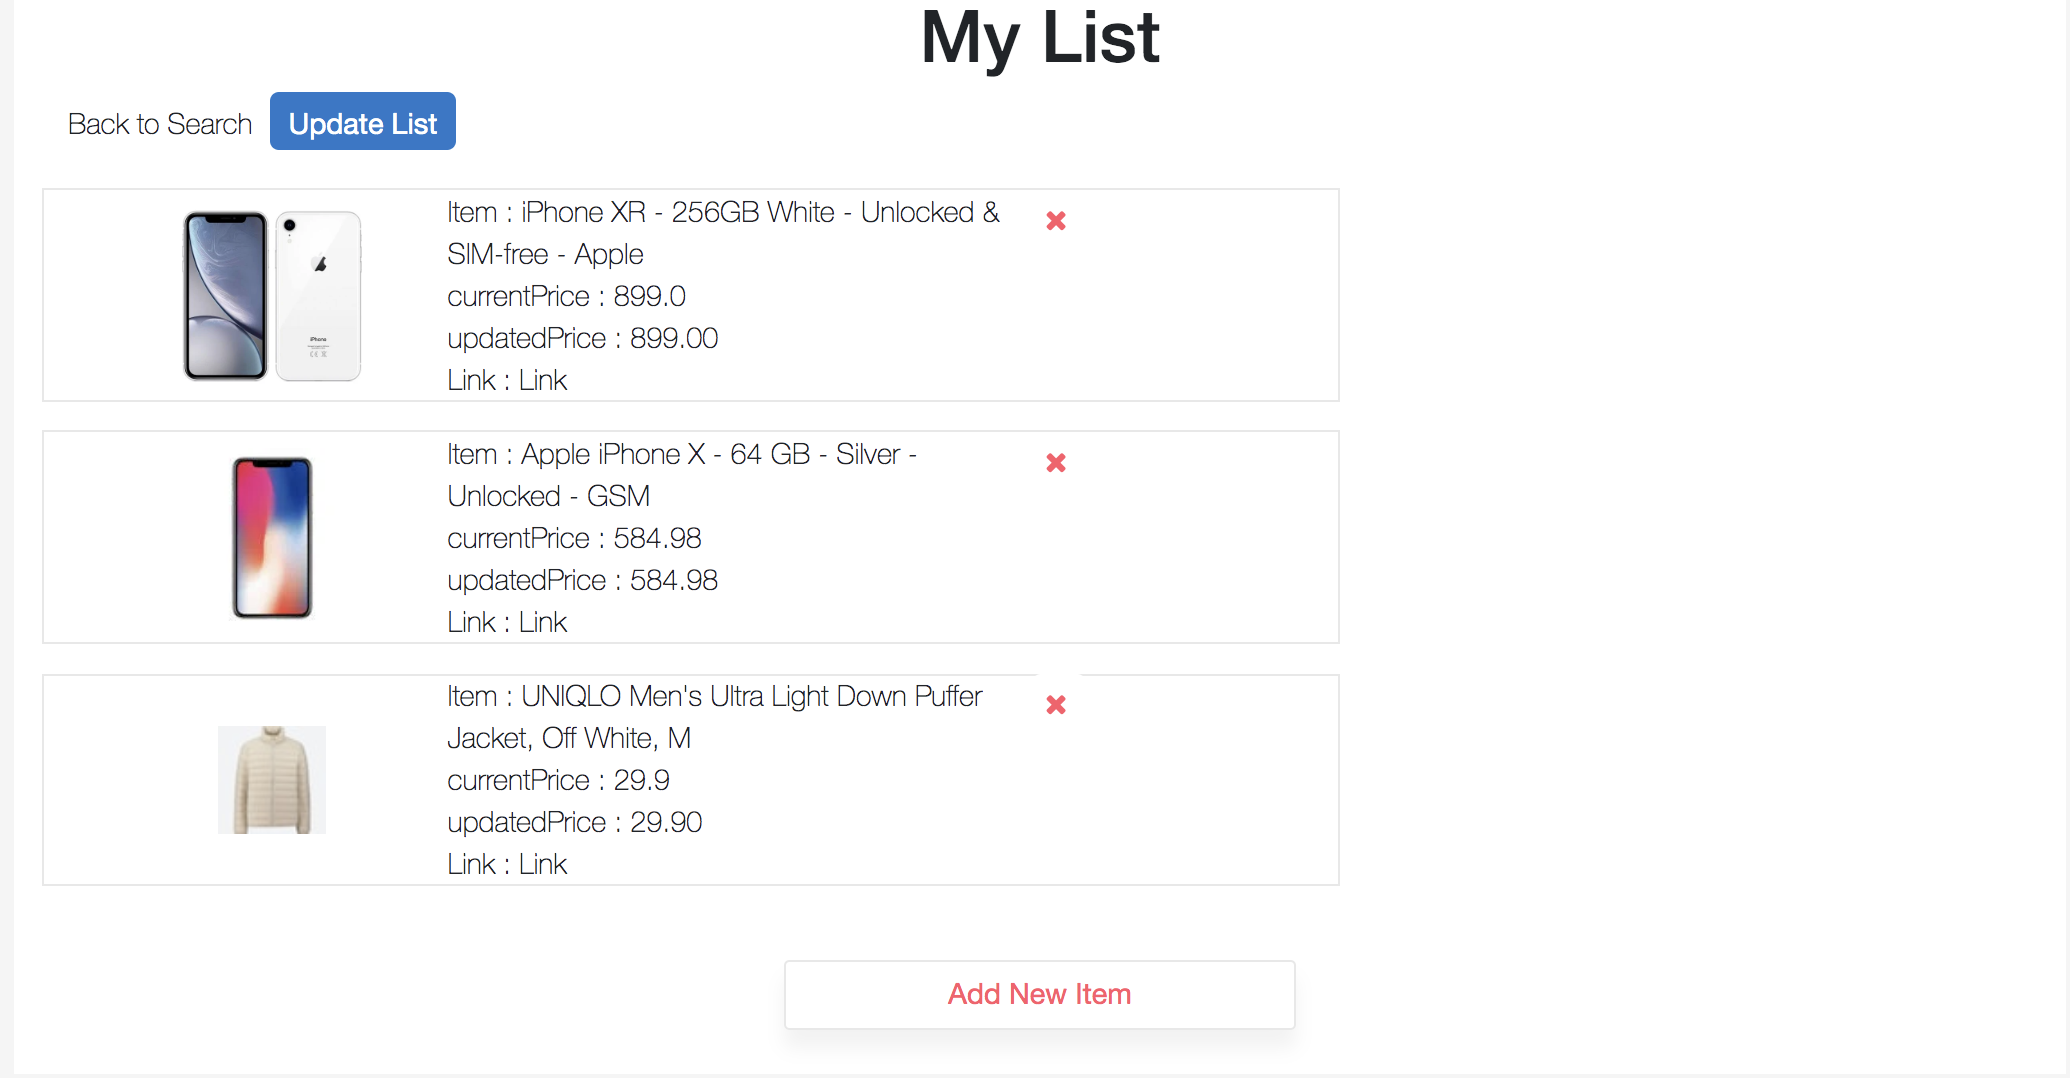 My List
Back to Search
Update List
Item : iPhone XR - 256GB White - Unlocked &
SIM-free - Apple
currentPrice : 899.0
updatedPrice : 899.00
Link : Link
iPhone
Item : Apple iPhone X - 64 GB - Silver -
Unlocked - GSM
currentPrice : 584.98
updatedPrice : 584.98
Link : Link
Item : UNIQLO Men's Ultra Light Down Puffer
Jacket, Off White, M
currentPrice : 29.9
updatedPrice : 29.90
Link : Link
Add New Item